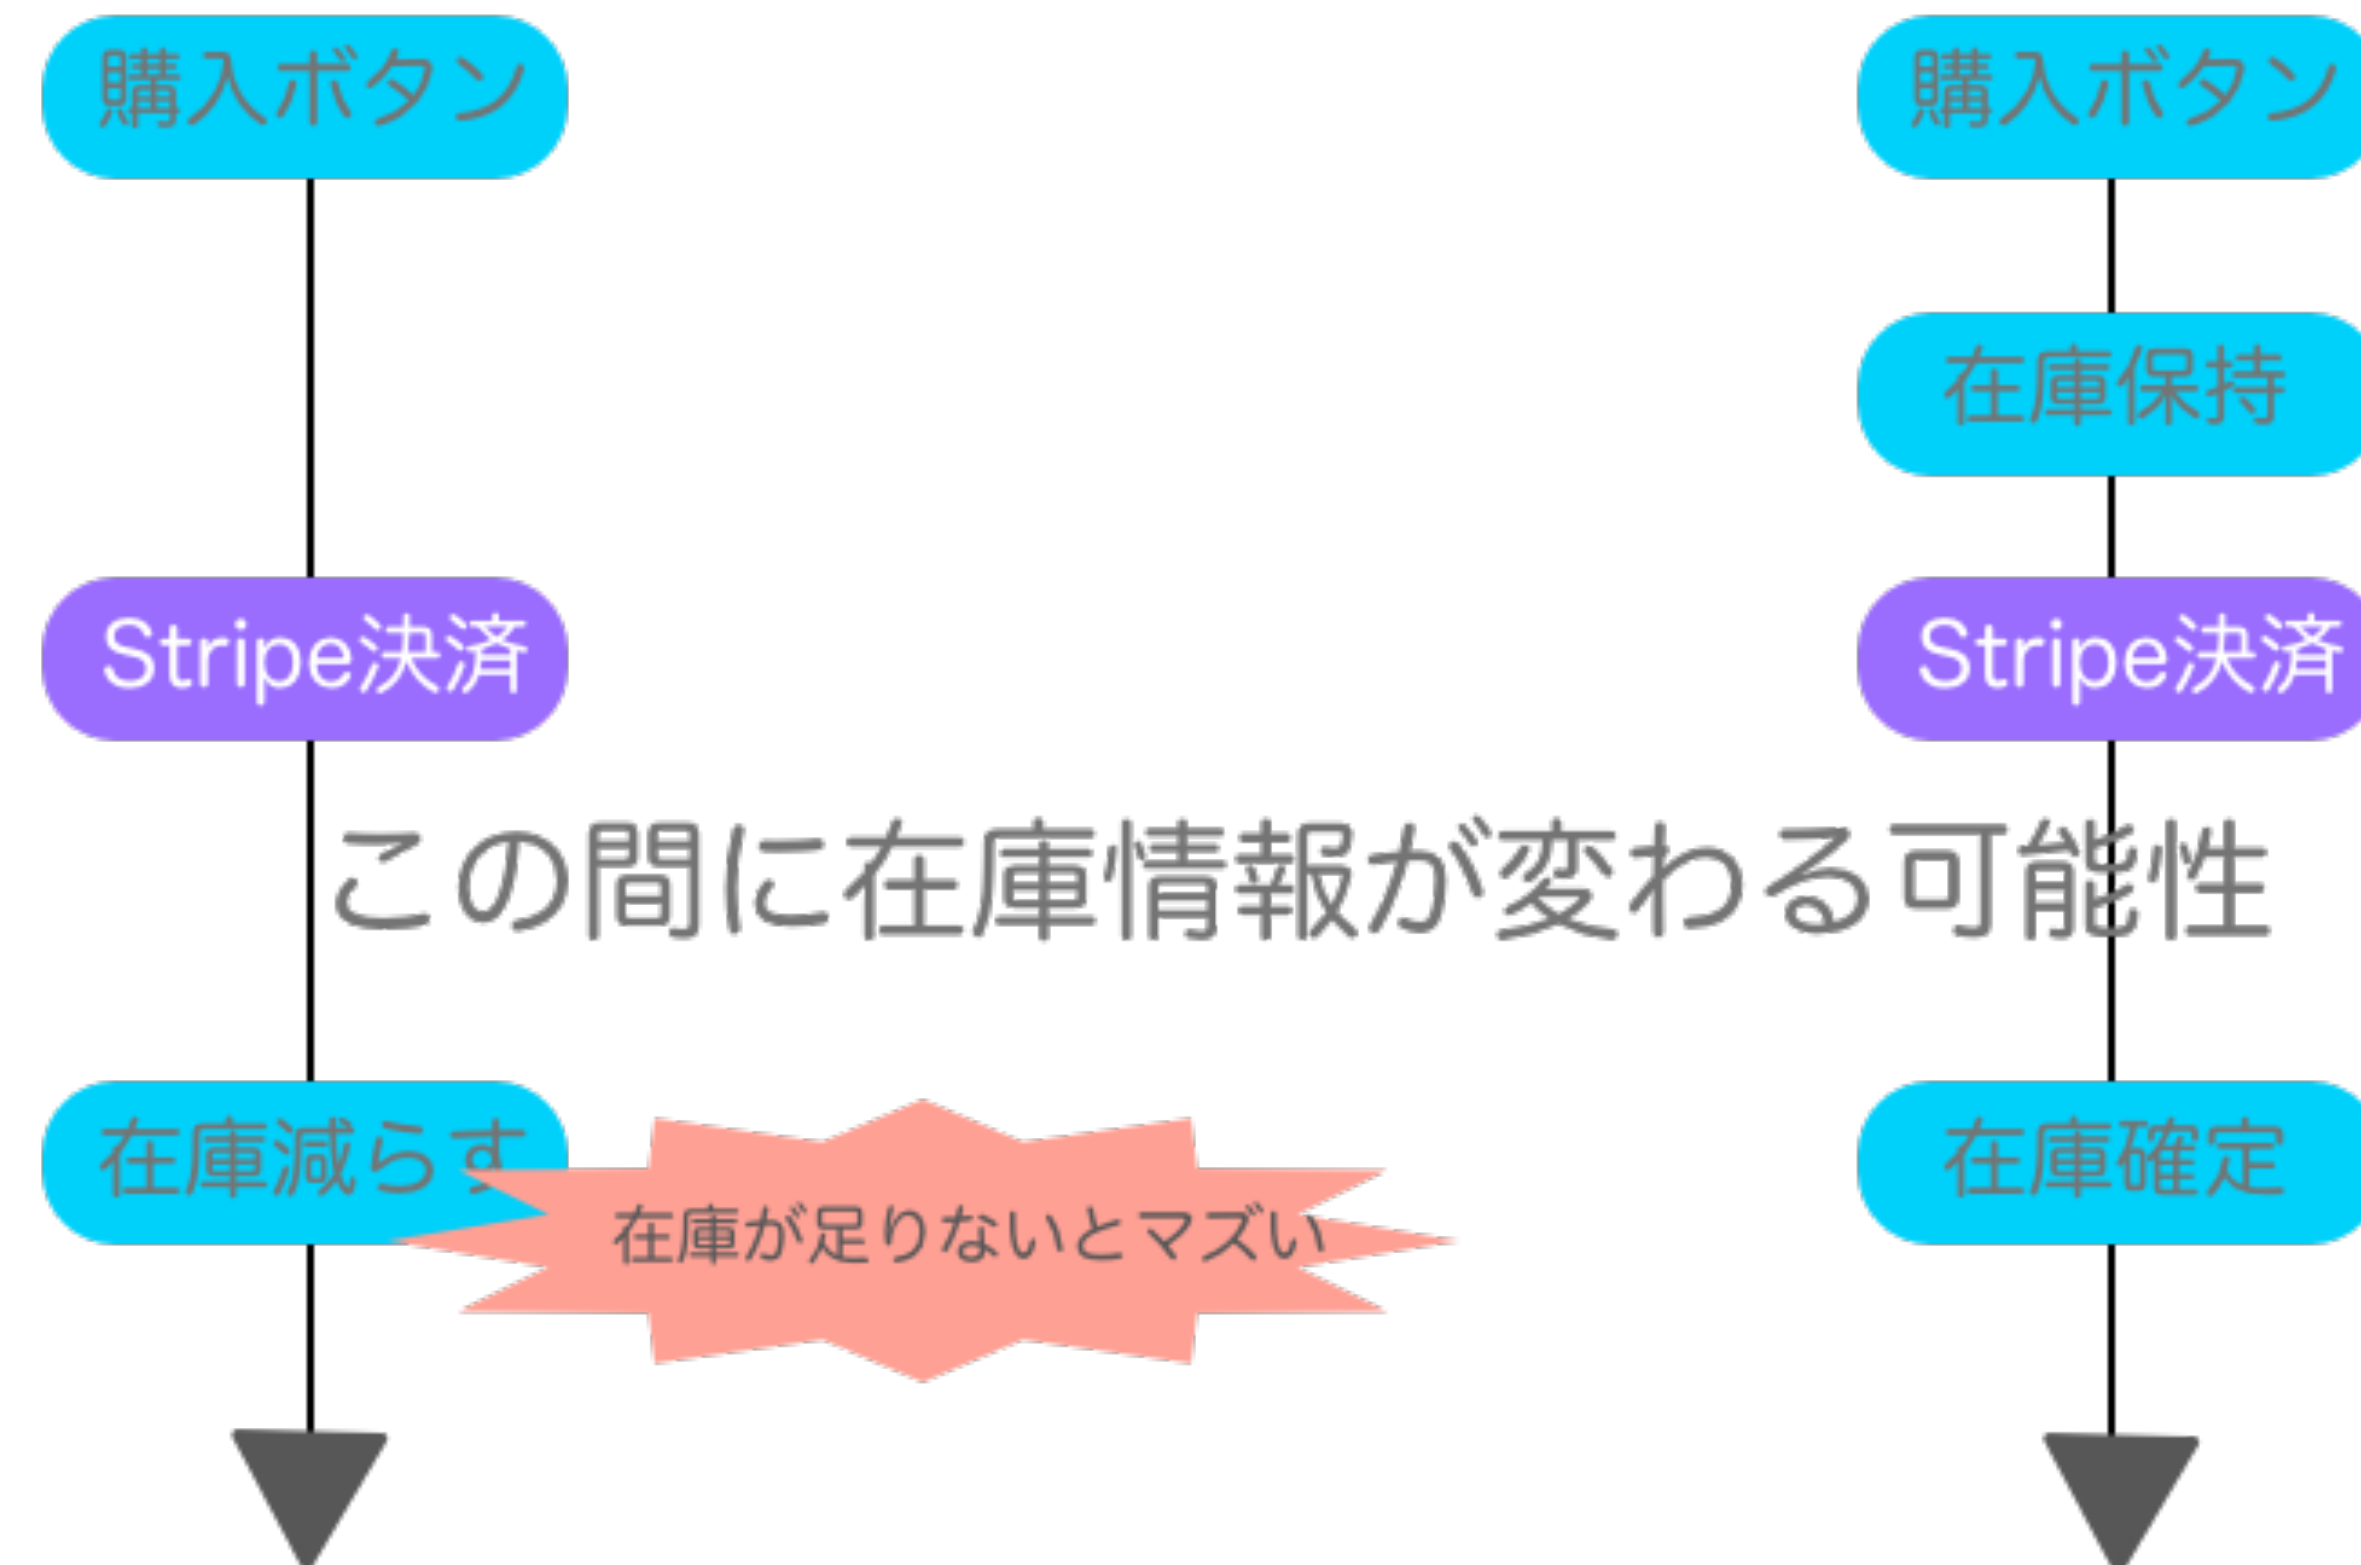 購入ボタン
購入ボタン
在庫保持
Stripe決済
Stripe決済
この間に在庫情報が変わる可能性
在庫減らす
在庫確定
在庫が足りないとマズい